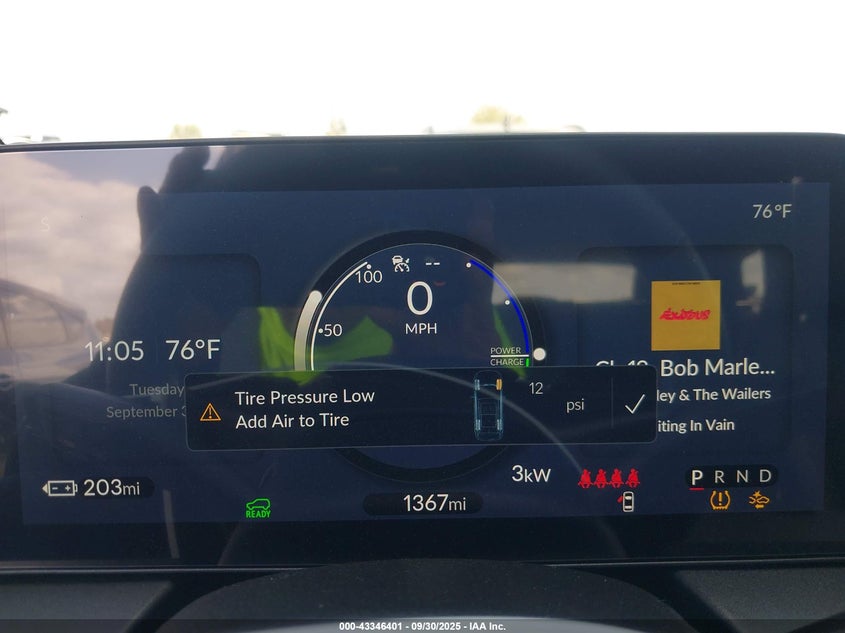 76°F
100
--
0
MPH
50
POWER
CHARGE
11:05 76°F
Tuesday
September 3
EXODUS
Bob Marle...
ley & The Wailers
iting In Vain
Tire Pressure Low
Add Air to Tire
12
psi
203mi
READY
1367mi
3kW
P R N D
000-43346401 - 09/30/2025 - IAA Inc.